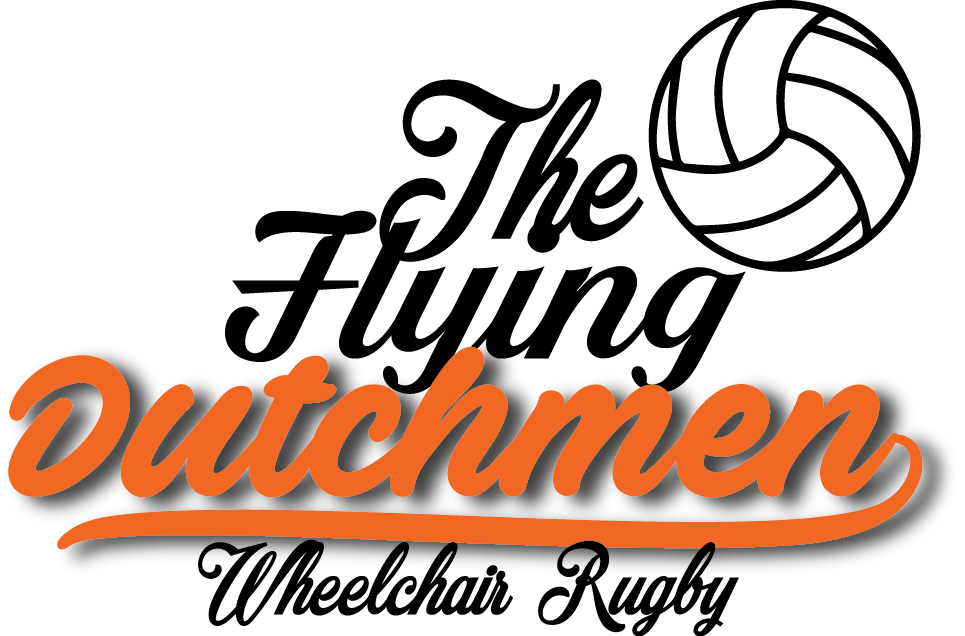 The
Flying
Dutchmen
Wheelchair Rugby